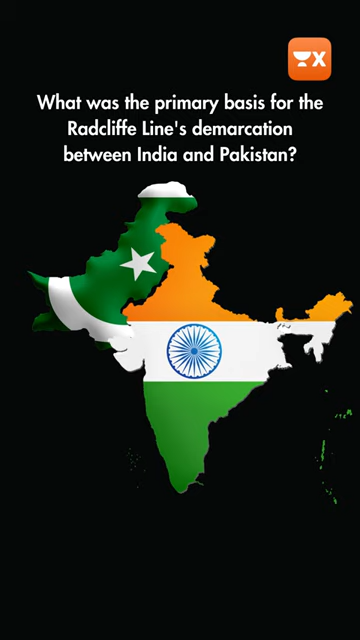 X
What was the primary basis for the
Radcliffe Line's demarcation
between India and Pakistan?